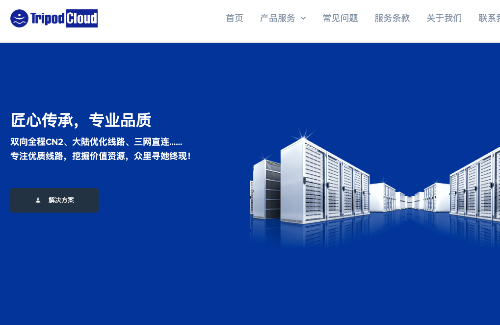 Tripod Cloud
首页 产品服务 常见问题 服务条款 关于我们 联系我
匠心传承，专业品质
双向全程CN2、大陆优化线路、三网直连......
专注优质线路，挖掘价值资源，众里寻她终现！
解决方案